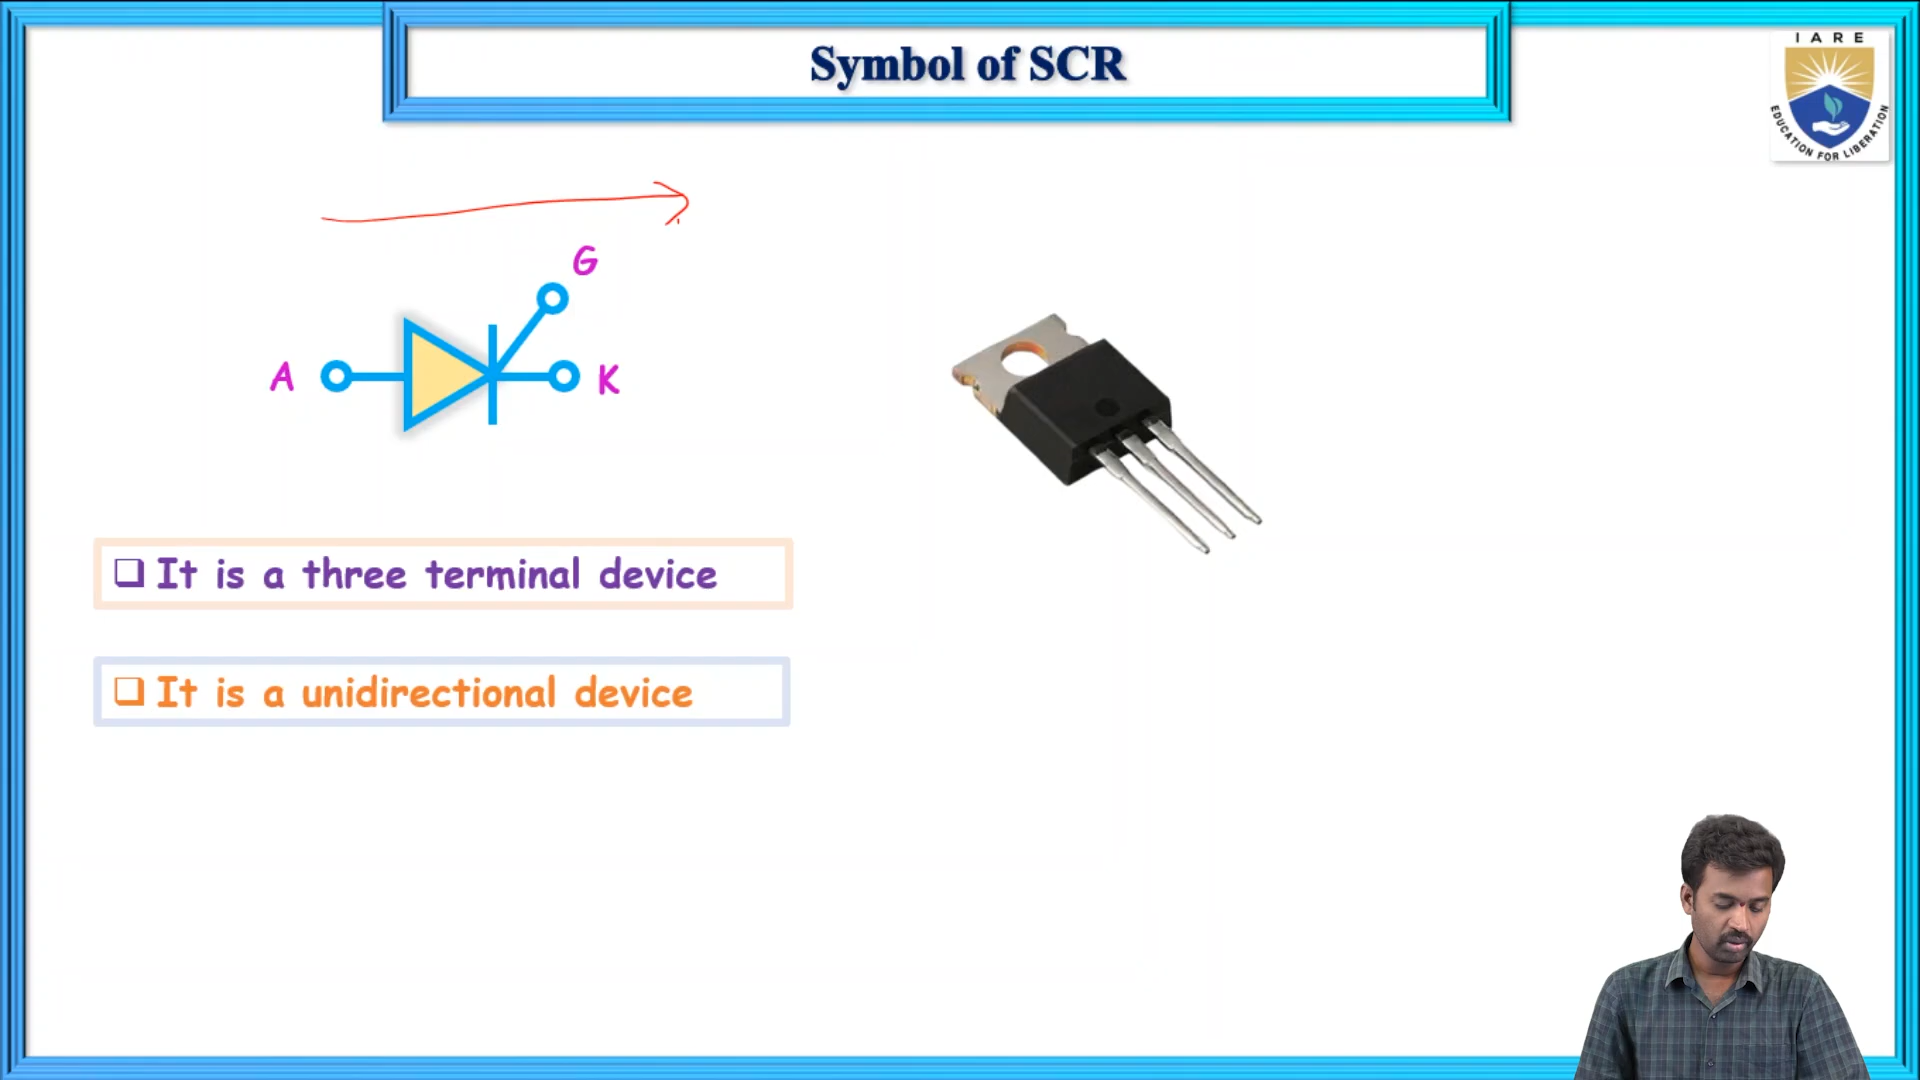 Symbol of SCR
I A R E
EDUCATION FOR LIBERATION
G
A
K
❑ It is a three terminal device
❑ It is a unidirectional device